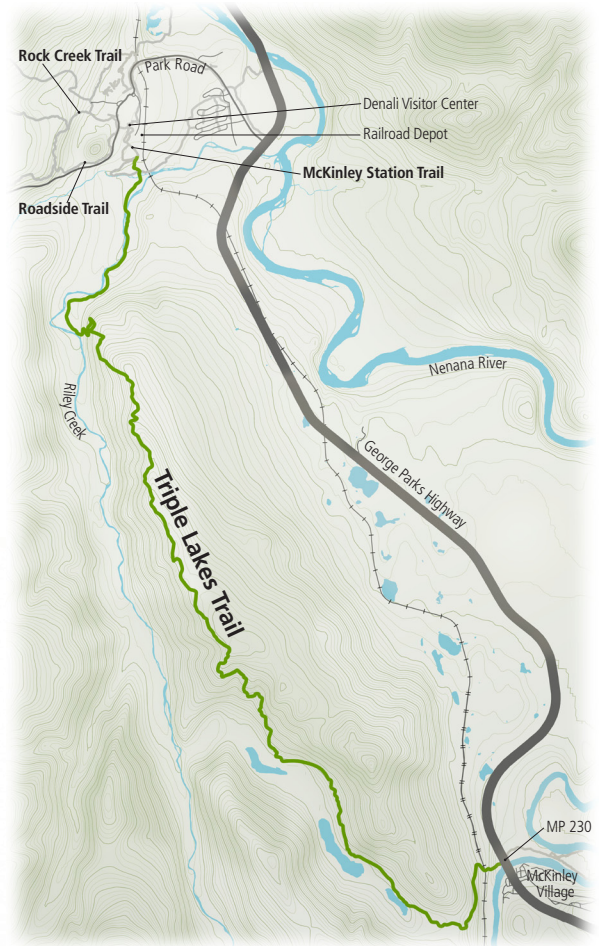 Rock Creek Trail
Park Road
Denali Visitor Center
Railroad Depot
McKinley Station Trail
Roadside Trail
Nenana River
Riley Creek
George Parks Highway
Triple Lakes Trail
MP 230
McKinley
Village